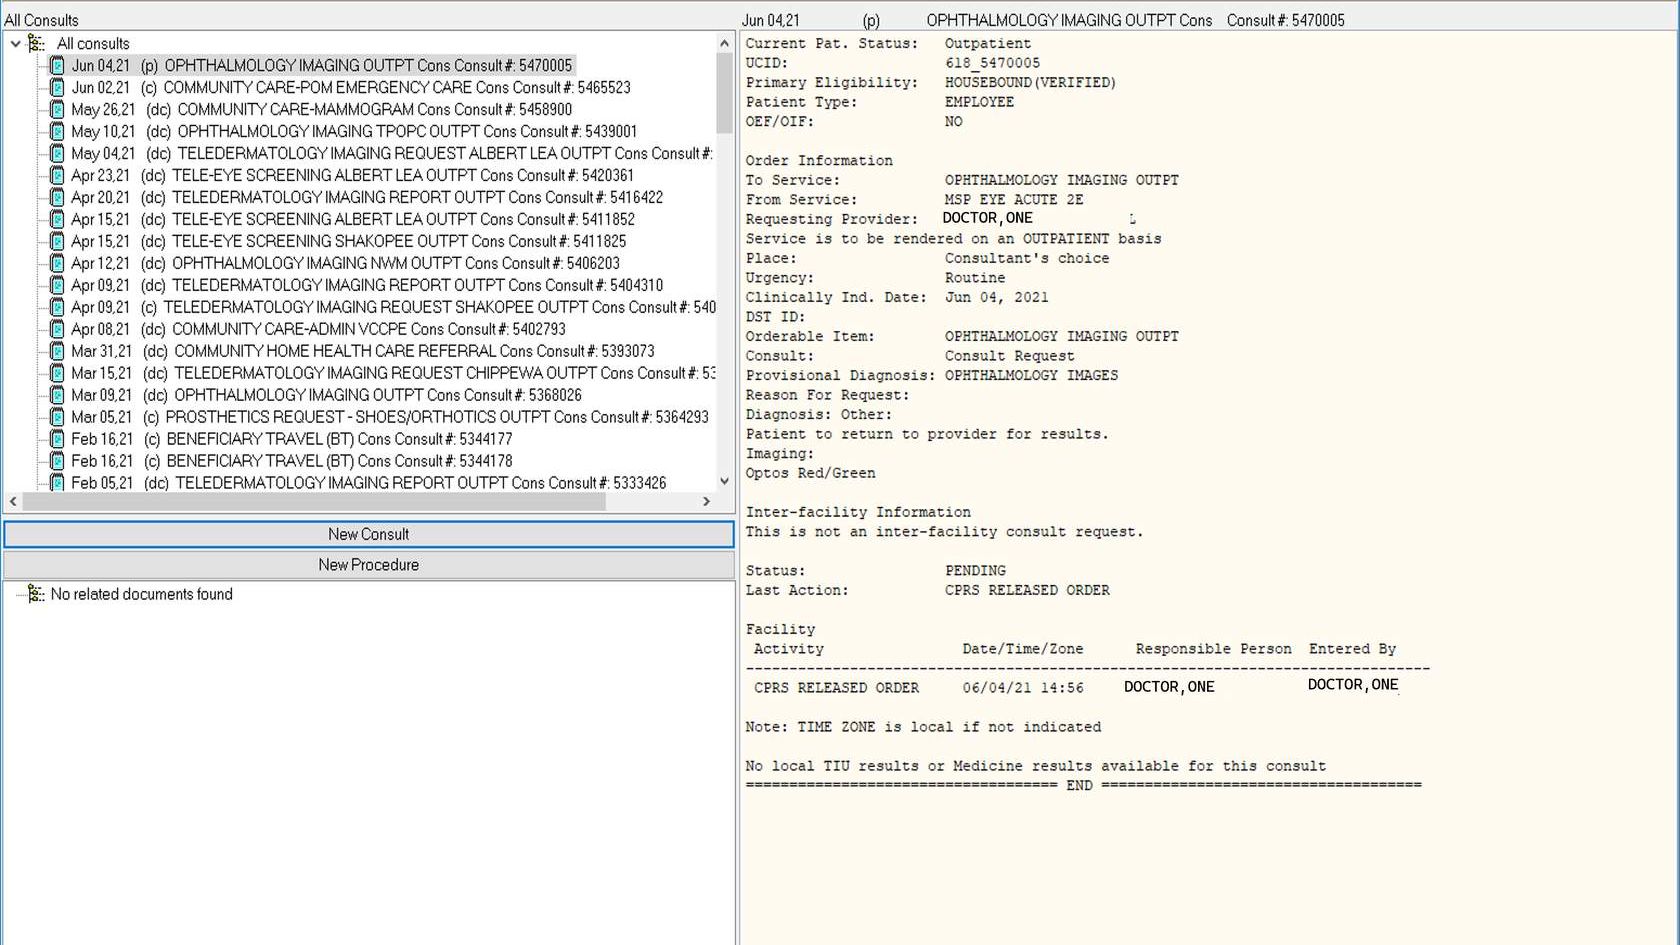 All Consults
All consults
Jun 04,21 (p) OPHTHALMOLOGY IMAGING OUTPT Cons Consult #: 5470005
Jun 02,21 (c) COMMUNITY CARE-POM EMERGENCY CARE Cons Consult #: 5465523
May 26,21 (dc) COMMUNITY CARE-MAMMOGRAM Cons Consult #: 5458900
May 10,21 (dc) OPHTHALMOLOGY IMAGING TPOPC OUTPT Cons Consult #: 5439001
May 04,21 (dc) TELEDERMATOLOGY IMAGING REQUEST ALBERT LEA OUTPT Cons Consult #:
Apr 23,21 (dc) TELE-EYE SCREENING ALBERT LEA OUTPT Cons Consult #: 5420361
Apr 20,21 (dc) TELEDERMATOLOGY IMAGING REPORT OUTPT Cons Consult #: 5416422
Apr 15,21 (dc) TELE-EYE SCREENING ALBERT LEA OUTPT Cons Consult #: 5411852
Apr 15,21 (dc) TELE-EYE SCREENING SHAKOPEE OUTPT Cons Consult #: 5411825
Apr 12,21 (dc) OPHTHALMOLOGY IMAGING NWM OUTPT Cons Consult #: 5406203
Apr 09,21 (dc) TELEDERMATOLOGY IMAGING REPORT OUTPT Cons Consult #: 5404310
Apr 09,21 (c) TELEDERMATOLOGY IMAGING REQUEST SHAKOPEE OUTPT Cons Consult #: 540
Apr 08,21 (dc) COMMUNITY CARE-ADMIN VCCPE Cons Consult #: 5402793
Mar 31,21 (dc) COMMUNITY HOME HEALTH CARE REFERRAL Cons Consult #: 5393073
Mar 15,21 (dc) TELEDERMATOLOGY IMAGING REQUEST CHIPPEWA OUTPT Cons Consult #: 53
Mar 09,21 (dc) OPHTHALMOLOGY IMAGING OUTPT Cons Consult #: 5368026
Mar 05,21 (c) PROSTHETICS REQUEST - SHOES/ORTHOTICS OUTPT Cons Consult #: 5364293
Feb 16,21 (c) BENEFICIARY TRAVEL (BT) Cons Consult #: 5344177
Feb 16,21 (c) BENEFICIARY TRAVEL (BT) Cons Consult #: 5344178
Feb 05,21 (dc) TELEDERMATOLOGY IMAGING REPORT OUTPT Cons Consult #: 5333426
New Consult
New Procedure
No related documents found
Jun 04,21 (p) OPHTHALMOLOGY IMAGING OUTPT Cons Consult #: 5470005
Current Pat. Status: Outpatient
UCID: 618_5470005
Primary Eligibility: HOUSEBOUND(VERIFIED)
Patient Type: EMPLOYEE
OEF/OIF: NO
Order Information
To Service: OPHTHALMOLOGY IMAGING OUTPT
From Service: MSP EYE ACUTE 2E
Requesting Provider: DOCTOR,ONE
Service is to be rendered on an OUTPATIENT basis
Place: Consultant's choice
Urgency: Routine
Clinically Ind. Date: Jun 04, 2021
DST ID:
Orderable Item: OPHTHALMOLOGY IMAGING OUTPT
Consult: Consult Request
Provisional Diagnosis: OPHTHALMOLOGY IMAGES
Reason For Request:
Diagnosis: Other:
Patient to return to provider for results.
Imaging:
Optos Red/Green
Inter-facility Information
This is not an inter-facility consult request.
Status: PENDING
Last Action: CPRS RELEASED ORDER
Facility
Activity Date/Time/Zone Responsible Person Entered By
--------------------------------------------------------------------------------
CPRS RELEASED ORDER 06/04/21 14:56 DOCTOR,ONE DOCTOR,ONE
Note: TIME ZONE is local if not indicated
No local TIU results or Medicine results available for this consult
==================================== END =====================================